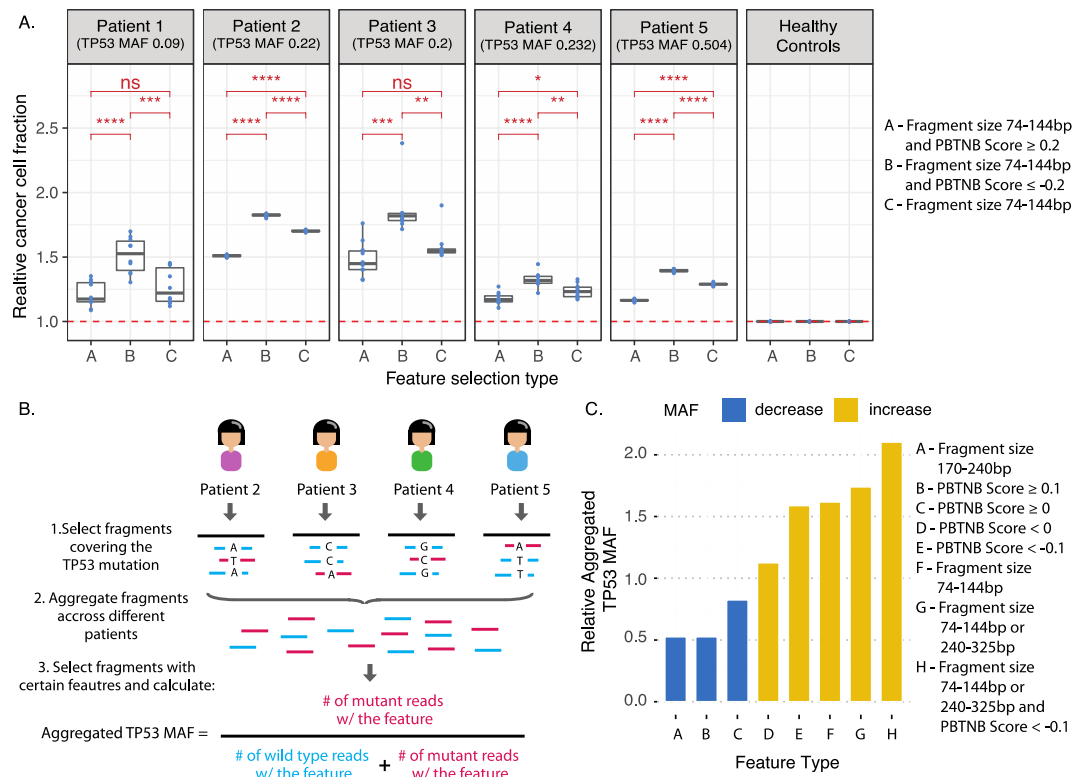 A.
Patient 1
(TP53 MAF 0.09)
Patient 2
(TP53 MAF 0.22)
Patient 3
(TP53 MAF 0.2)
Patient 4
(TP53 MAF 0.232)
Patient 5
(TP53 MAF 0.504)
Healthy
Controls
ns
***
****
****
****
****
ns
**
***
*
**
****
****
****
****
Realtive cancer cell fraction
2.5
2.0
1.5
1.0
A B C
A B C
A B C
A B C
A B C
A B C
Feature selection type
A - Fragment size 74-144bp
and PBTNB Score ≥ 0.2
B - Fragment size 74-144bp
and PBTNB Score ≤ -0.2
C - Fragment size 74-144bp
B.
Patient 2
Patient 3
Patient 4
Patient 5
1.Select fragments
covering the
TP53 mutation
A
T
A
C
C
A
G
C
G
A
T
T
2. Aggregate fragments
accross different
patients
3. Select fragments with
certain feautres and calculate:
# of mutant reads
w/ the feature
Aggregated TP53 MAF =
# of wild type reads
w/ the feature
+
# of mutant reads
w/ the feature
C.
MAF
decrease
increase
Relative Aggregated
TP53 MAF
2.0
1.5
1.0
0.5
0.0
A B C D E F G H
Feature Type
A - Fragment size
170-240bp
B - PBTNB Score ≥ 0.1
C - PBTNB Score ≥ 0
D - PBTNB Score < 0
E - PBTNB Score < -0.1
F - Fragment size
74-144bp
G - Fragment size
74-144bp or
240-325bp
H - Fragment size
74-144bp or
240-325bp and
PBTNB Score < -0.1